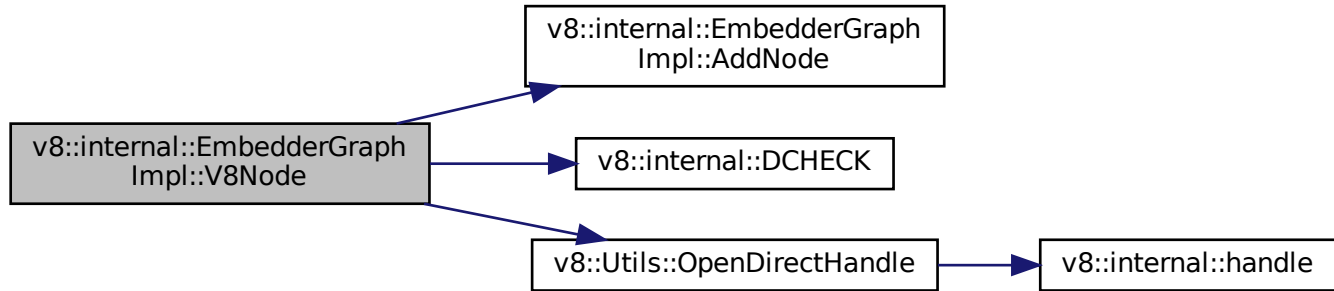 v8::internal::EmbedderGraph
Impl::AddNode
v8::internal::EmbedderGraph
Impl::V8Node
v8::internal::DCHECK
v8::Utils::OpenDirectHandle
v8::internal::handle